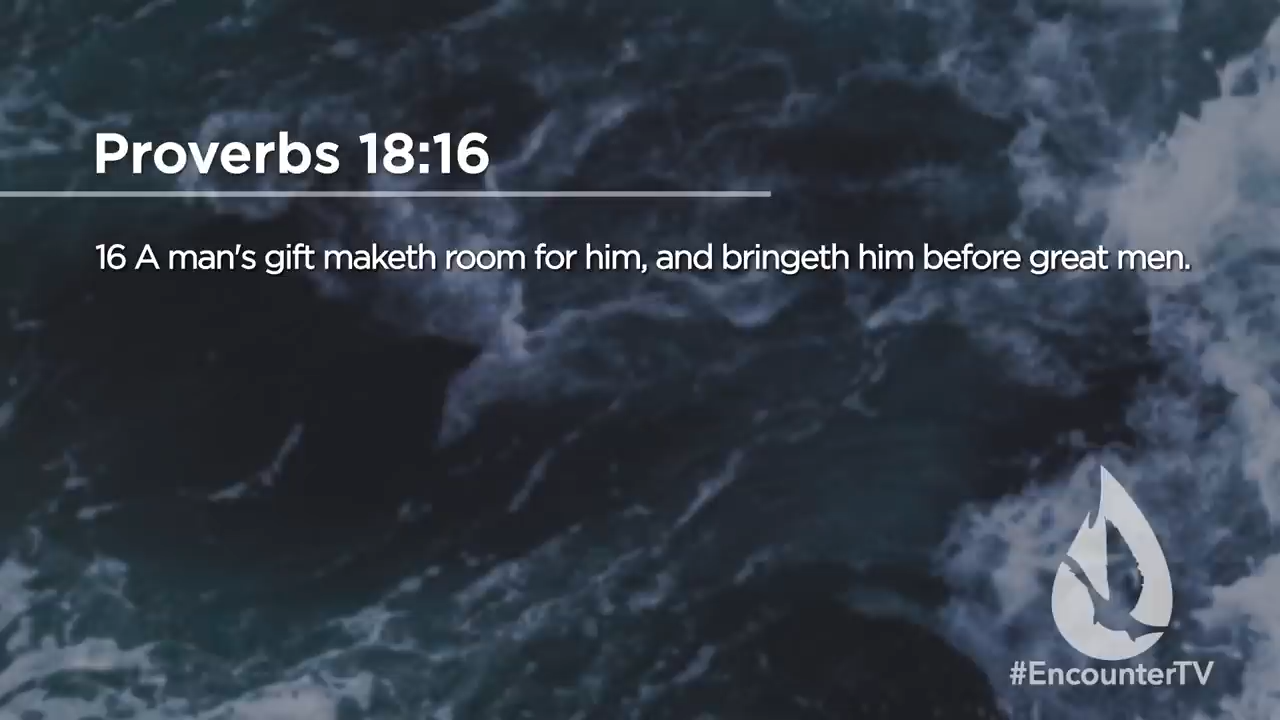 Proverbs 18:16
16 A man's gift maketh room for him, and bringeth him before great men.
#EncounterTV